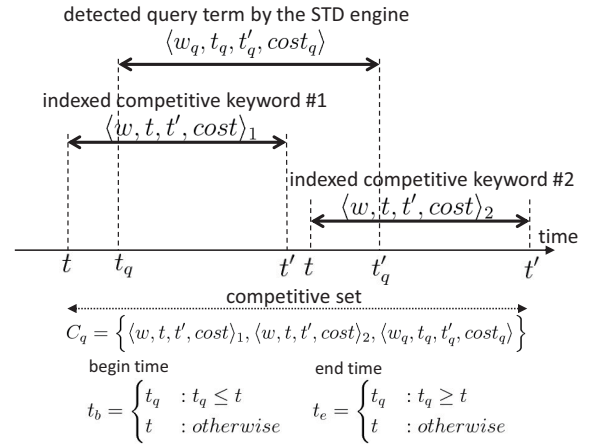 detected query term by the STD engine
⟨w_q, t_q, t'_q, cost_q⟩
indexed competitive keyword #1
⟨w, t, t', cost⟩_1
indexed competitive keyword #2
⟨w, t, t', cost⟩_2
time
t t_q t' t t'_q t'
competitive set
C_q = {⟨w, t, t', cost⟩_1, ⟨w, t, t', cost⟩_2, ⟨w_q, t_q, t'_q, cost_q⟩}
begin time end time
t_b = { t_q : t_q ≤ t t_e = { t_q : t_q ≥ t
t : otherwise t : otherwise